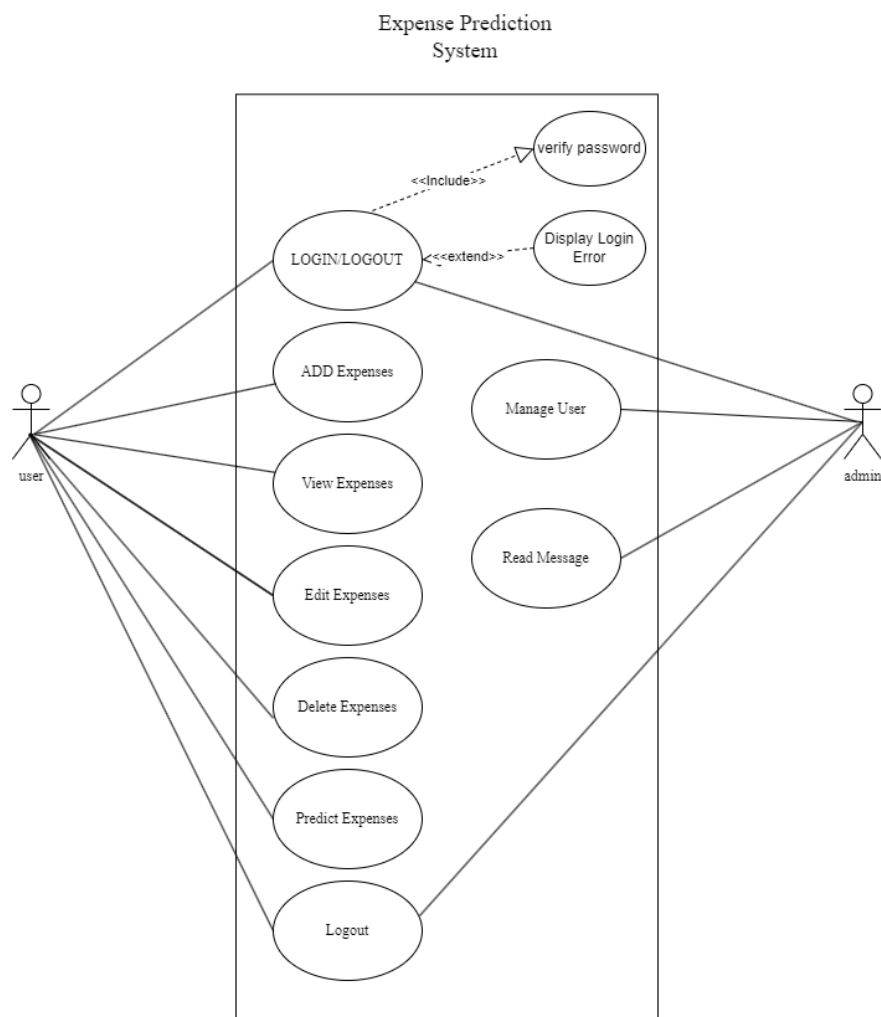 Expense Prediction
System
verify password
<<Include>>
LOGIN/LOGOUT
<<extend>>
Display Login
Error
ADD Expenses
Manage User
user
admin
View Expenses
Read Message
Edit Expenses
Delete Expenses
Predict Expenses
Logout